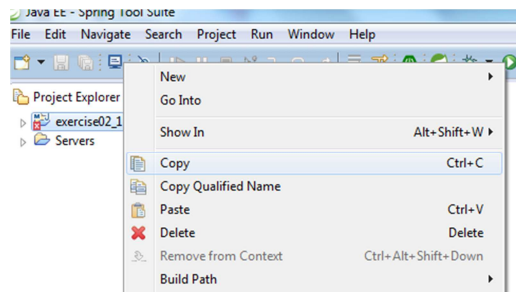 Java EE - Spring Tool Suite
File Edit Navigate Search Project Run Window Help
Project Explorer
exercise02_1
Servers
New
Go Into
Show In Alt+Shift+W
Copy Ctrl+C
Copy Qualified Name
Paste Ctrl+V
Delete Delete
Remove from Context Ctrl+Alt+Shift+Down
Build Path